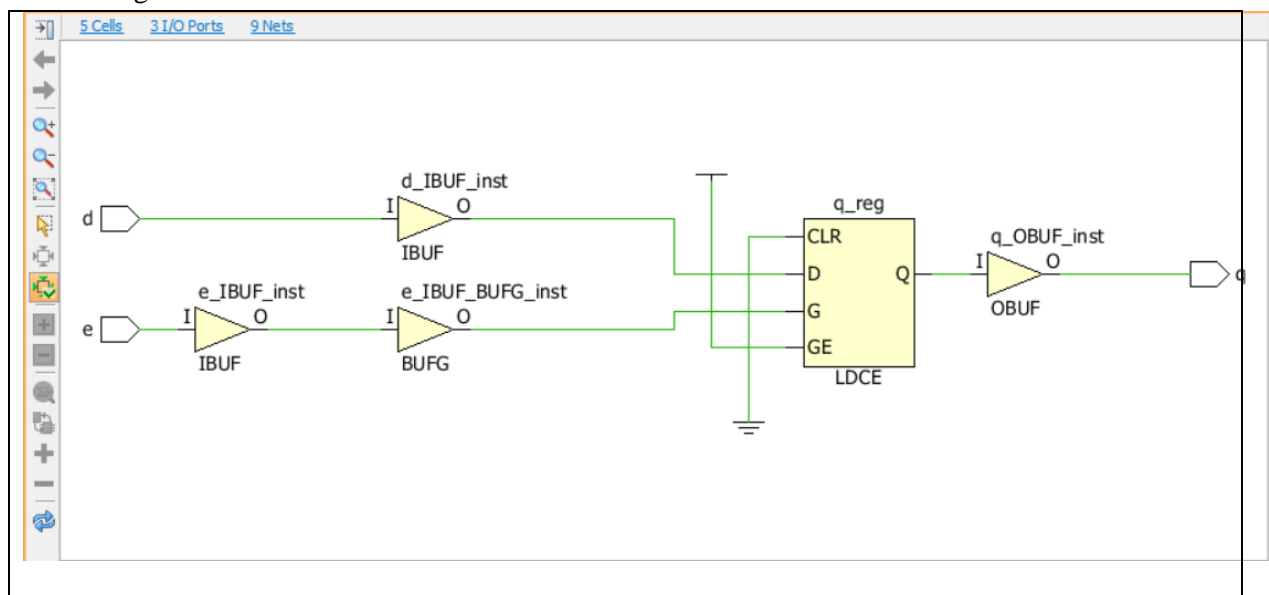 5 Cells 3 I/O Ports 9 Nets
d_IBUF_inst
d I O
IBUF
e_IBUF_inst e_IBUF_BUFG_inst
e I O I O
IBUF BUFG
q_reg
CLR
D Q
G
GE
LDCE
q_OBUF_inst
I O q
OBUF